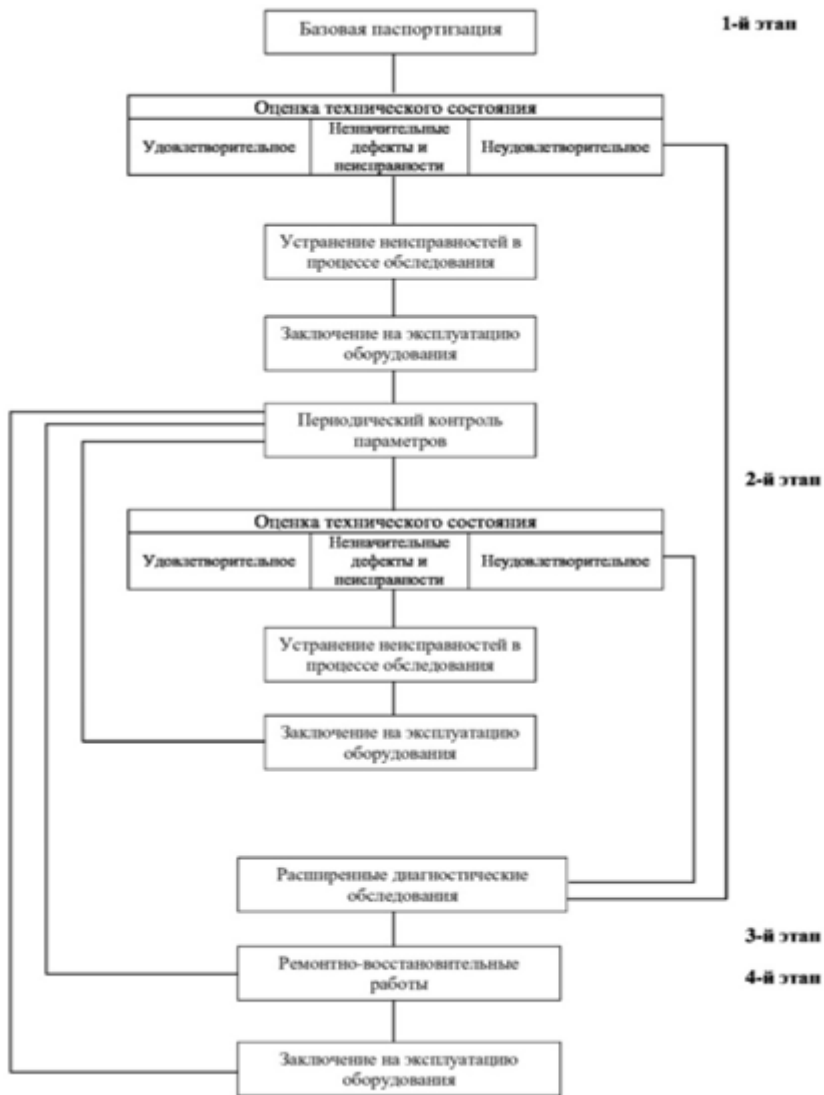 Базовая паспортизация
1-й этап
Оценка технического состояния
Удовлетворительное
Незначительные
дефекты и
неисправности
Неудовлетворительное
Устранение неисправностей в
процессе обследования
Заключение на эксплуатацию
оборудования
Периодический контроль
параметров
2-й этап
Оценка технического состояния
Удовлетворительное
Незначительные
дефекты и
неисправности
Неудовлетворительное
Устранение неисправностей в
процессе обследования
Заключение на эксплуатацию
оборудования
Расширенные диагностические
обследования
3-й этап
Ремонтно-восстановительные
работы
4-й этап
Заключение на эксплуатацию
оборудования